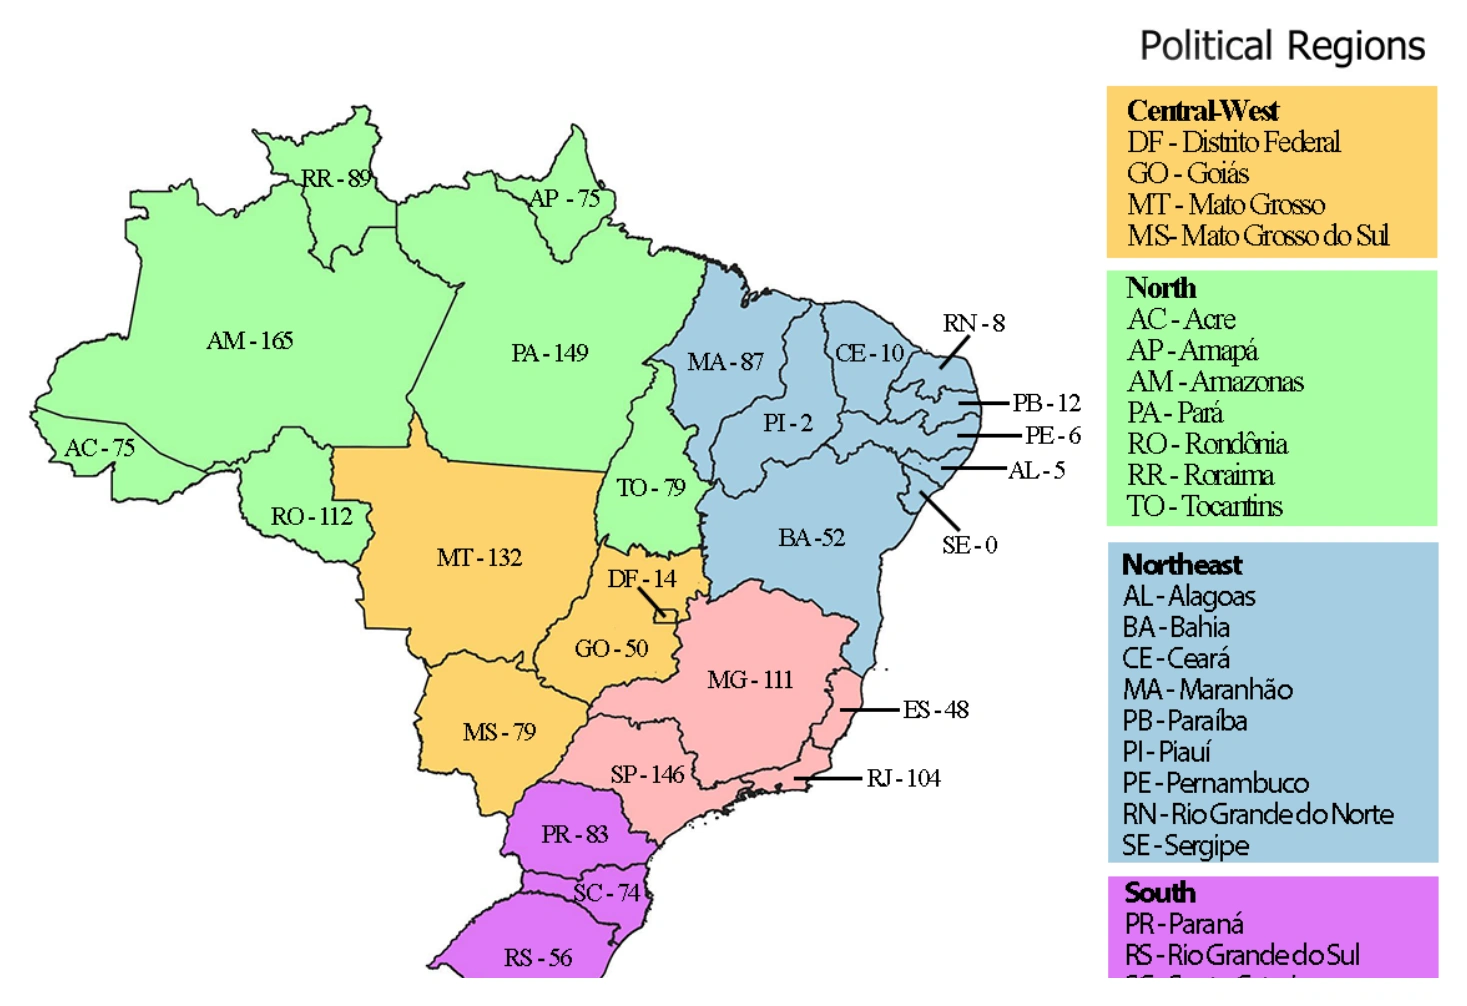 Political Regions
Central-West
DF - Distrito Federal
GO - Goiás
MT - Mato Grosso
MS- Mato Grosso do Sul
North
AC - Acre
AP - Amapá
AM - Amazonas
PA - Pará
RO - Rondônia
RR - Roraima
TO - Tocantins
Northeast
AL - Alagoas
BA - Bahia
CE - Ceará
MA - Maranhão
PB - Paraíba
PI - Piauí
PE - Pernambuco
RN - Rio Grande do Norte
SE - Sergipe
South
PR - Paraná
RS - Rio Grande do Sul
RR - 89
AP - 75
AM - 165
PA - 149
RN - 8
MA - 87
CE - 10
PB - 12
PI - 2
PE - 6
AC - 75
AL - 5
TO - 79
RO - 112
BA - 52
SE - 0
MT - 132
DF - 14
GO - 50
MG - 111
ES - 48
MS - 79
SP - 146
RJ - 104
PR - 83
SC - 74
RS - 56